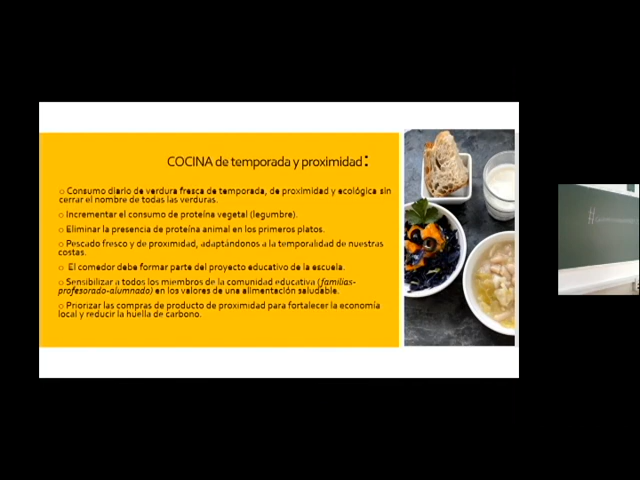 COCINA de temporada y proximidad:
○ Consumo diario de verdura fresca de temporada, de proximidad y ecológica sin
cerrar el nombre de todas las verduras.
○ Incrementar el consumo de proteína vegetal (legumbre).
○ Eliminar la presencia de proteína animal en los primeros platos.
○ Pescado fresco y de proximidad, adaptándonos a la temporalidad de nuestras
costas.
○ El comedor debe formar parte del proyecto educativo de la escuela.
○ Sensibilizar a todos los miembros de la comunidad educativa (familias-
profesorado-alumnado) en los valores de una alimentación saludable.
○ Priorizar las compras de producto de proximidad para fortalecer la economía
local y reducir la huella de carbono.